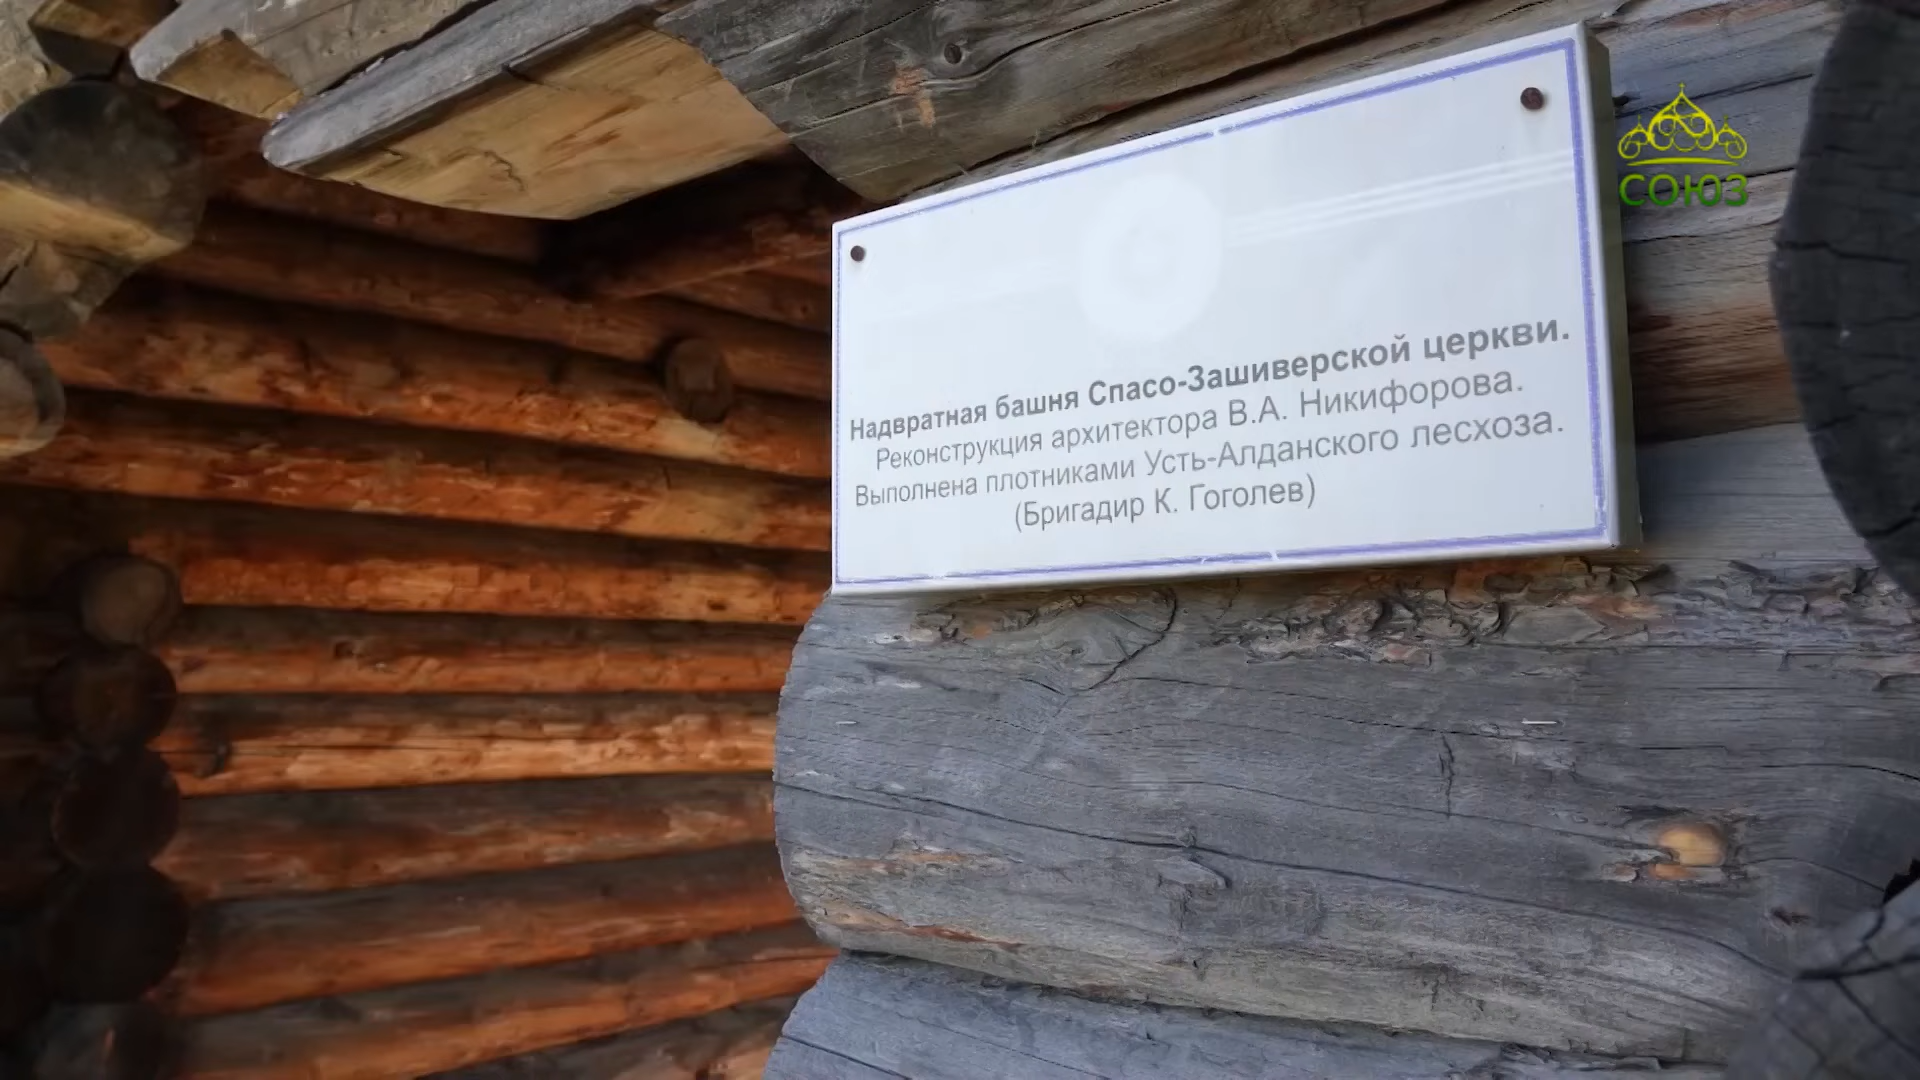 СОЮЗ
Надвратная башня Спасо-Зашиверской церкви.
Реконструкция архитектора В.А. Никифорова.
Выполнена плотниками Усть-Алданского лесхоза.
(Бригадир К. Гоголев)